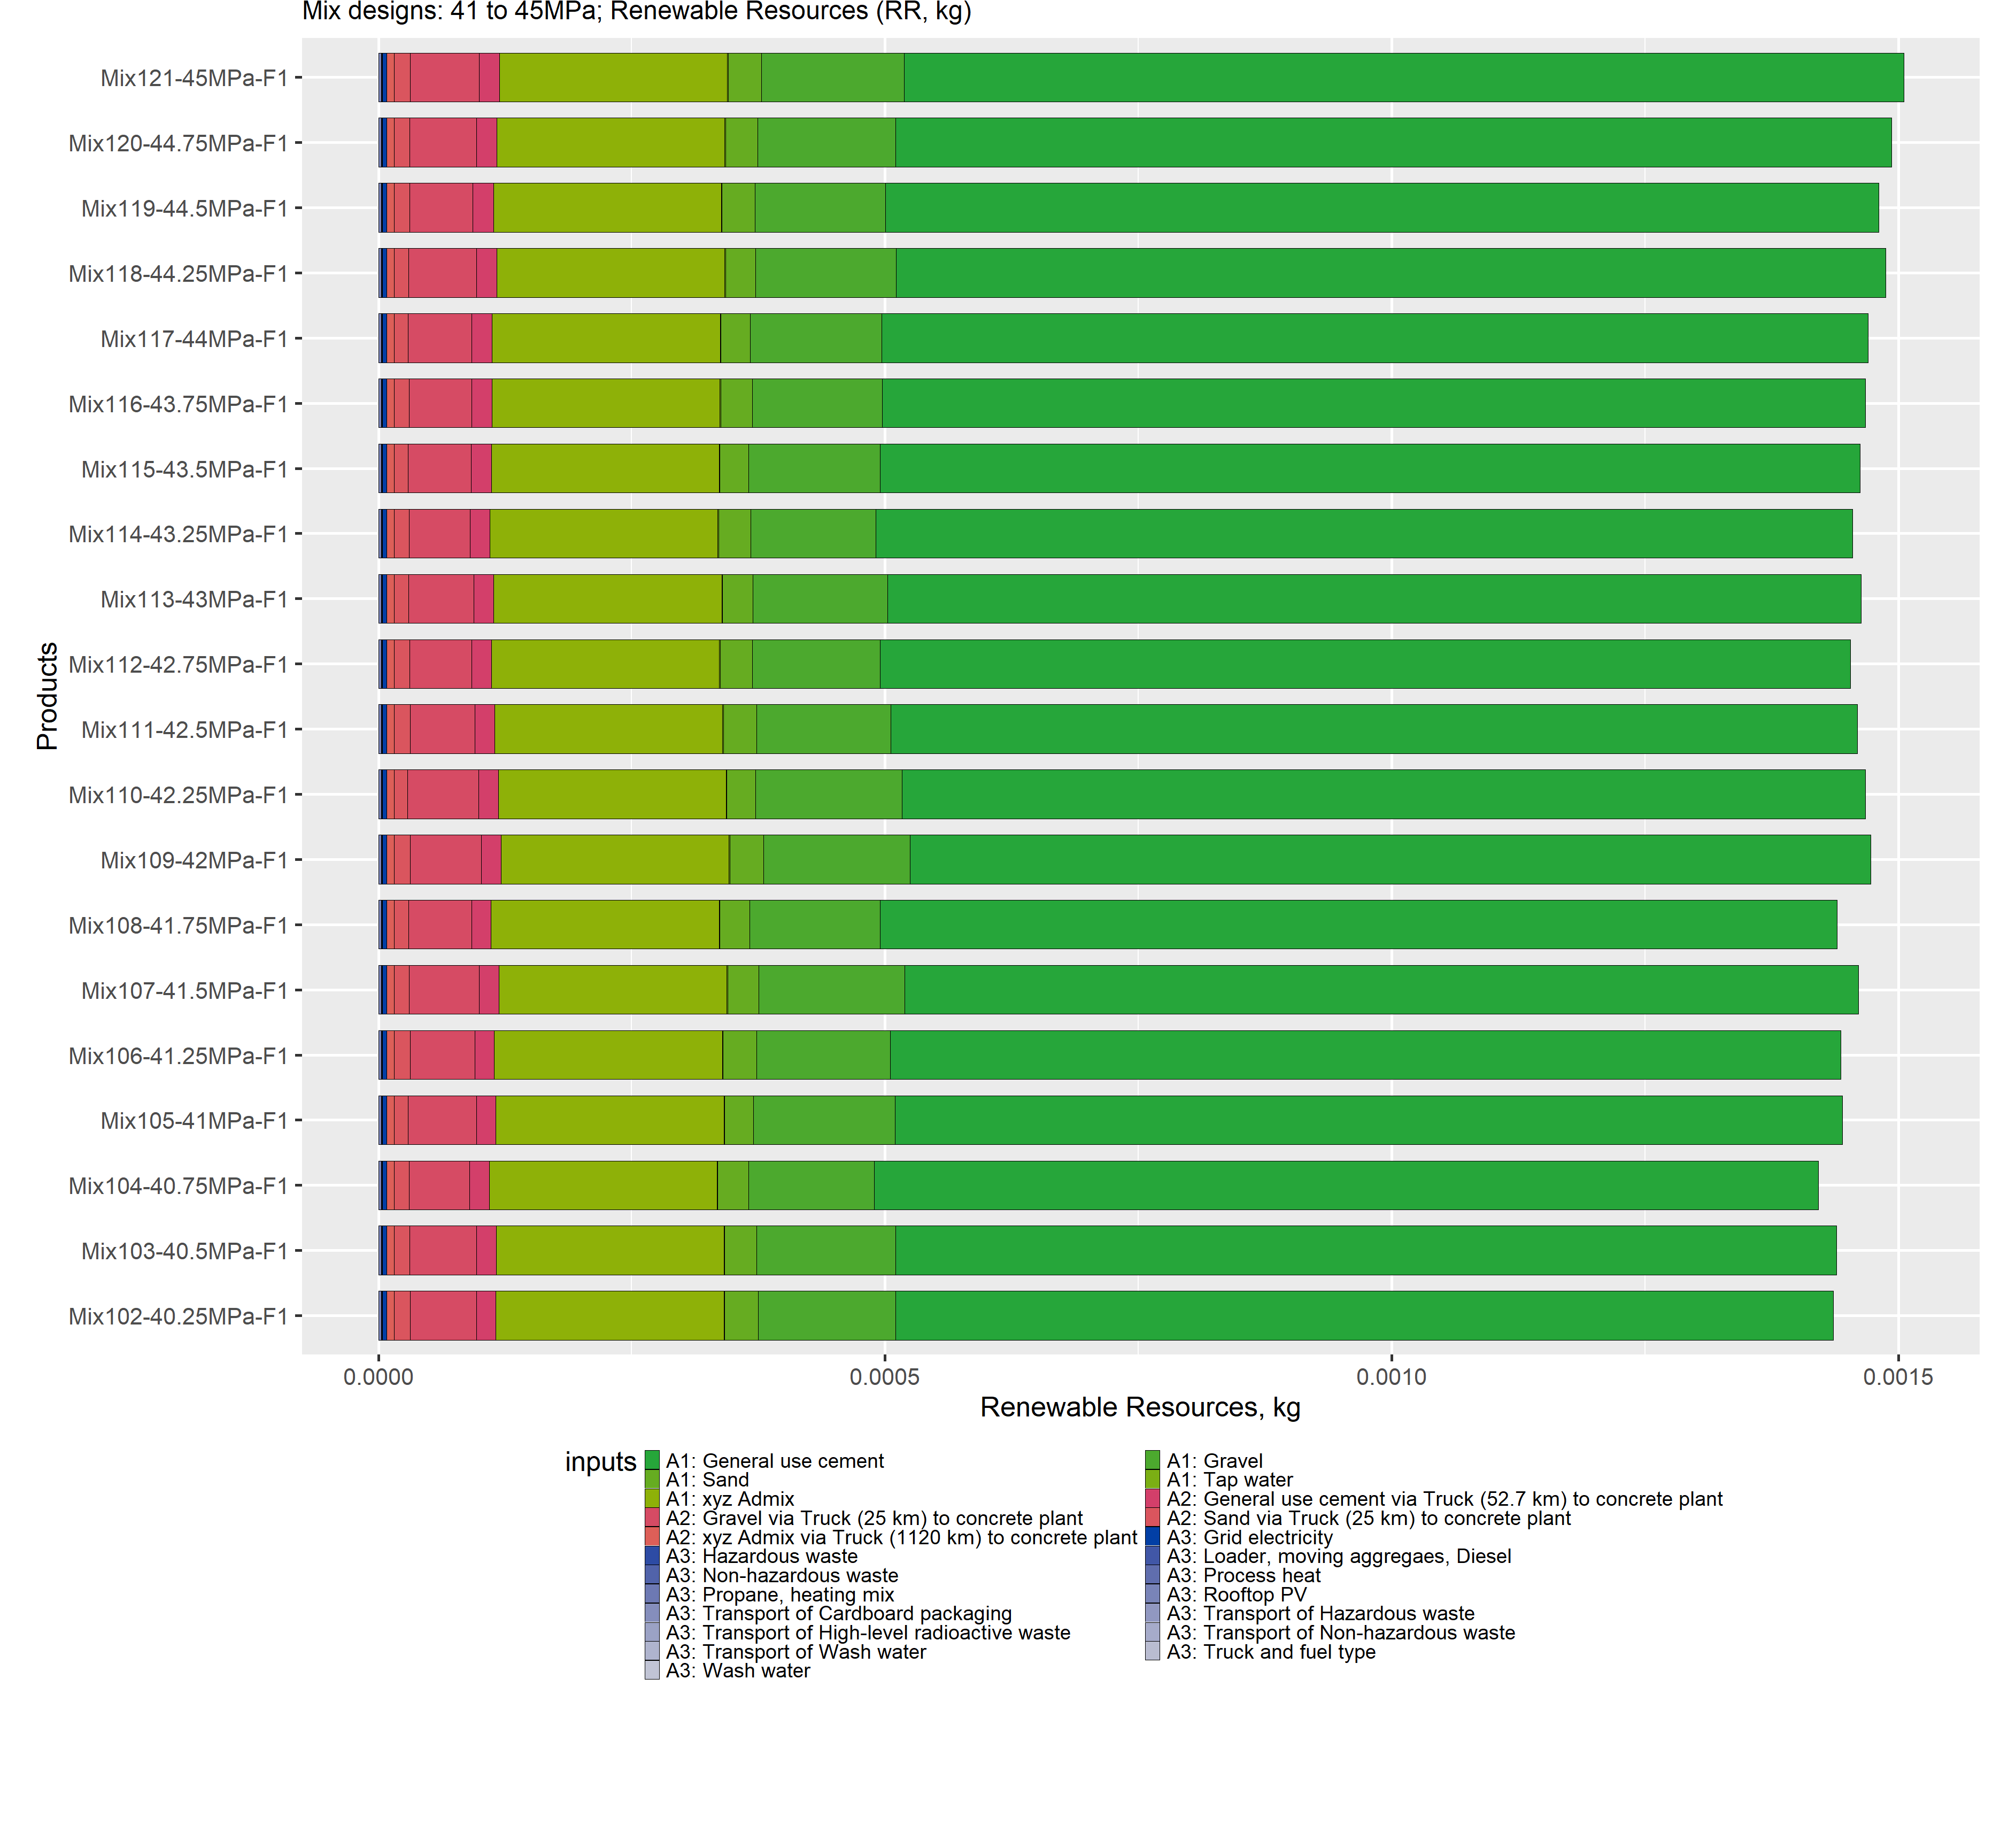 Mix designs: 41 to 45MPa; Renewable Resources (RR, kg)
Mix121-45MPa-F1
Mix120-44.75MPa-F1
Mix119-44.5MPa-F1
Mix118-44.25MPa-F1
Mix117-44MPa-F1
Mix116-43.75MPa-F1
Mix115-43.5MPa-F1
Mix114-43.25MPa-F1
Mix113-43MPa-F1
Mix112-42.75MPa-F1
Mix111-42.5MPa-F1
Mix110-42.25MPa-F1
Mix109-42MPa-F1
Mix108-41.75MPa-F1
Mix107-41.5MPa-F1
Mix106-41.25MPa-F1
Mix105-41MPa-F1
Mix104-40.75MPa-F1
Mix103-40.5MPa-F1
Mix102-40.25MPa-F1
Products
0.0000 0.0005 0.0010 0.0015
Renewable Resources, kg
inputs
A1: General use cement
A1: Gravel
A1: Sand
A1: Tap water
A1: xyz Admix
A2: General use cement via Truck (52.7 km) to concrete plant
A2: Gravel via Truck (25 km) to concrete plant
A2: Sand via Truck (25 km) to concrete plant
A2: xyz Admix via Truck (1120 km) to concrete plant
A3: Grid electricity
A3: Hazardous waste
A3: Loader, moving aggregaes, Diesel
A3: Non-hazardous waste
A3: Process heat
A3: Propane, heating mix
A3: Rooftop PV
A3: Transport of Cardboard packaging
A3: Transport of Hazardous waste
A3: Transport of High-level radioactive waste
A3: Transport of Non-hazardous waste
A3: Transport of Wash water
A3: Truck and fuel type
A3: Wash water